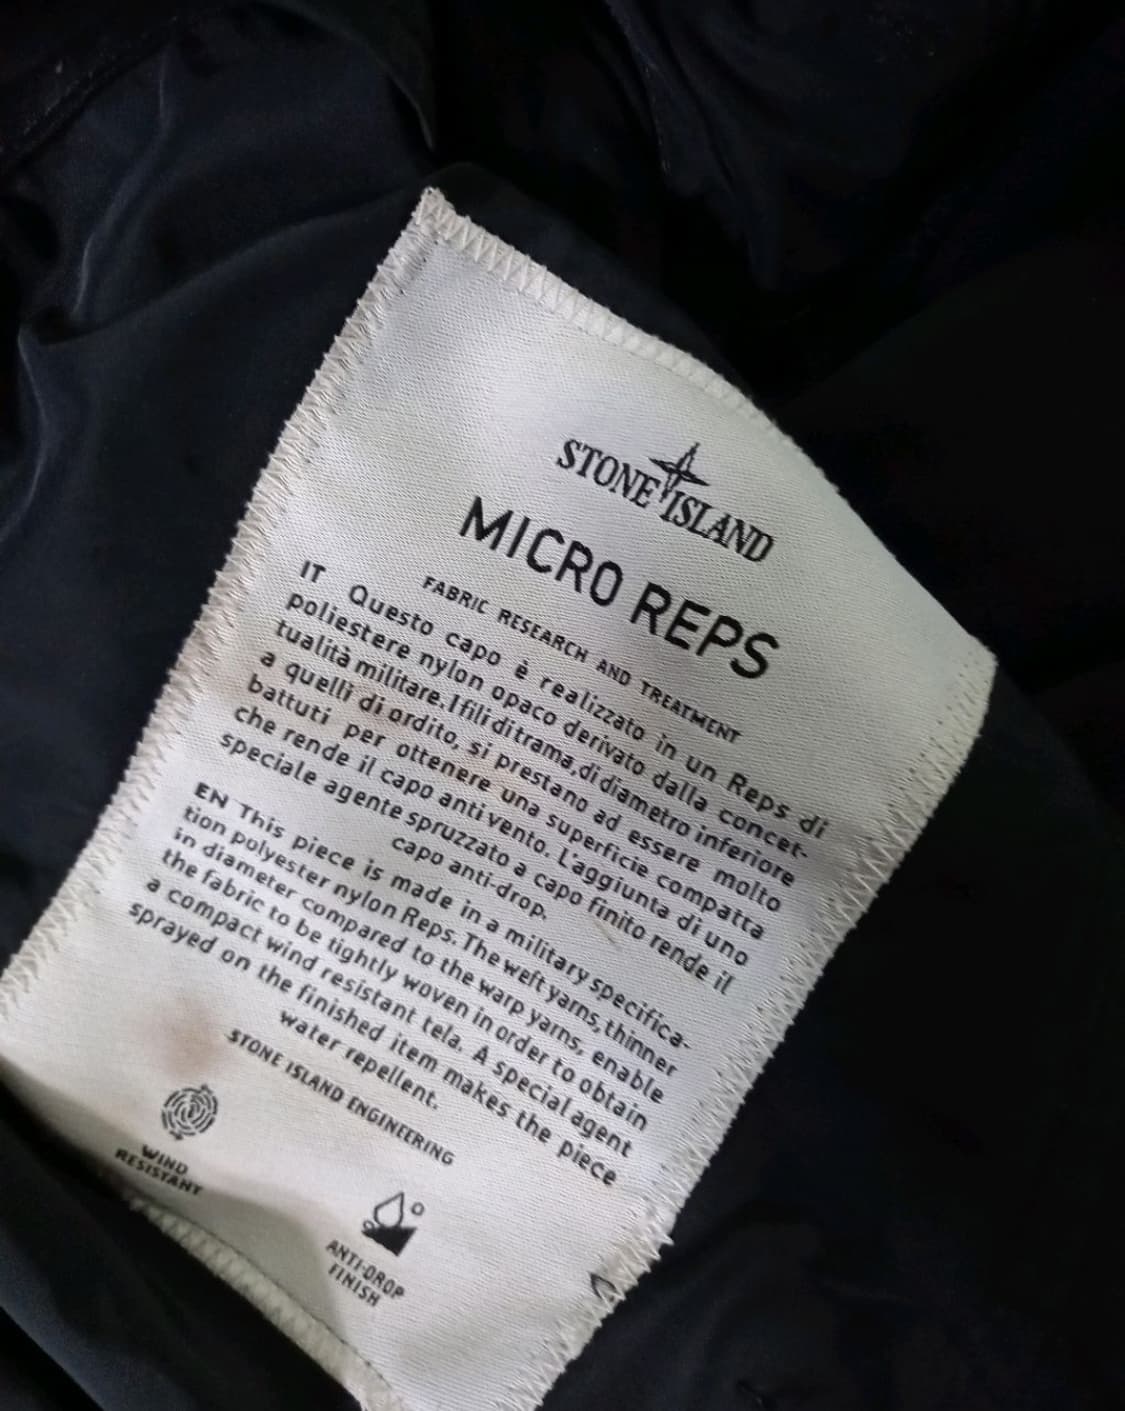 STONE ISLAND
MICRO REPS
FABRIC RESEARCH AND TREATMENT
IT Questo capo è realizzato in un Reps di
poliestere nylon opaco derivato dalla concet-
tualità militare. I fili di trama, di diametro inferiore
a quelli di ordito, si prestano ad essere molto
battuti per ottenere una superficie compatta
che rende il capo anti vento. L'aggiunta di uno
speciale agente spruzzato a capo finito rende il
capo anti-drop.
EN This piece is made in a military specifica-
tion polyester nylon Reps. The weft yarns, thinner
in diameter compared to the warp yarns, enable
the fabric to be tightly woven in order to obtain
a compact wind resistant tela. A special agent
sprayed on the finished item makes the piece
water repellent.
STONE ISLAND ENGINEERING
WIND
RESISTANT
ANTI-DROP
FINISH